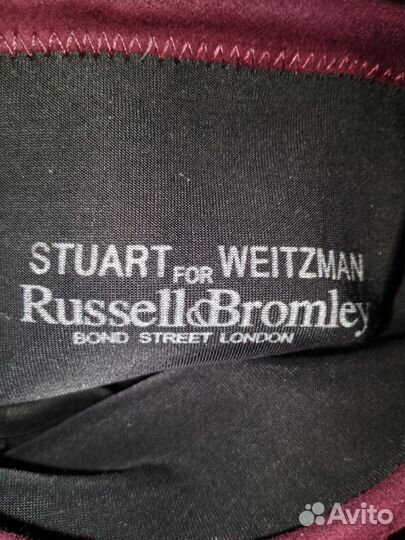 STUART FOR WEITZMAN
Russell & Bromley
BOND STREET LONDON
Avito